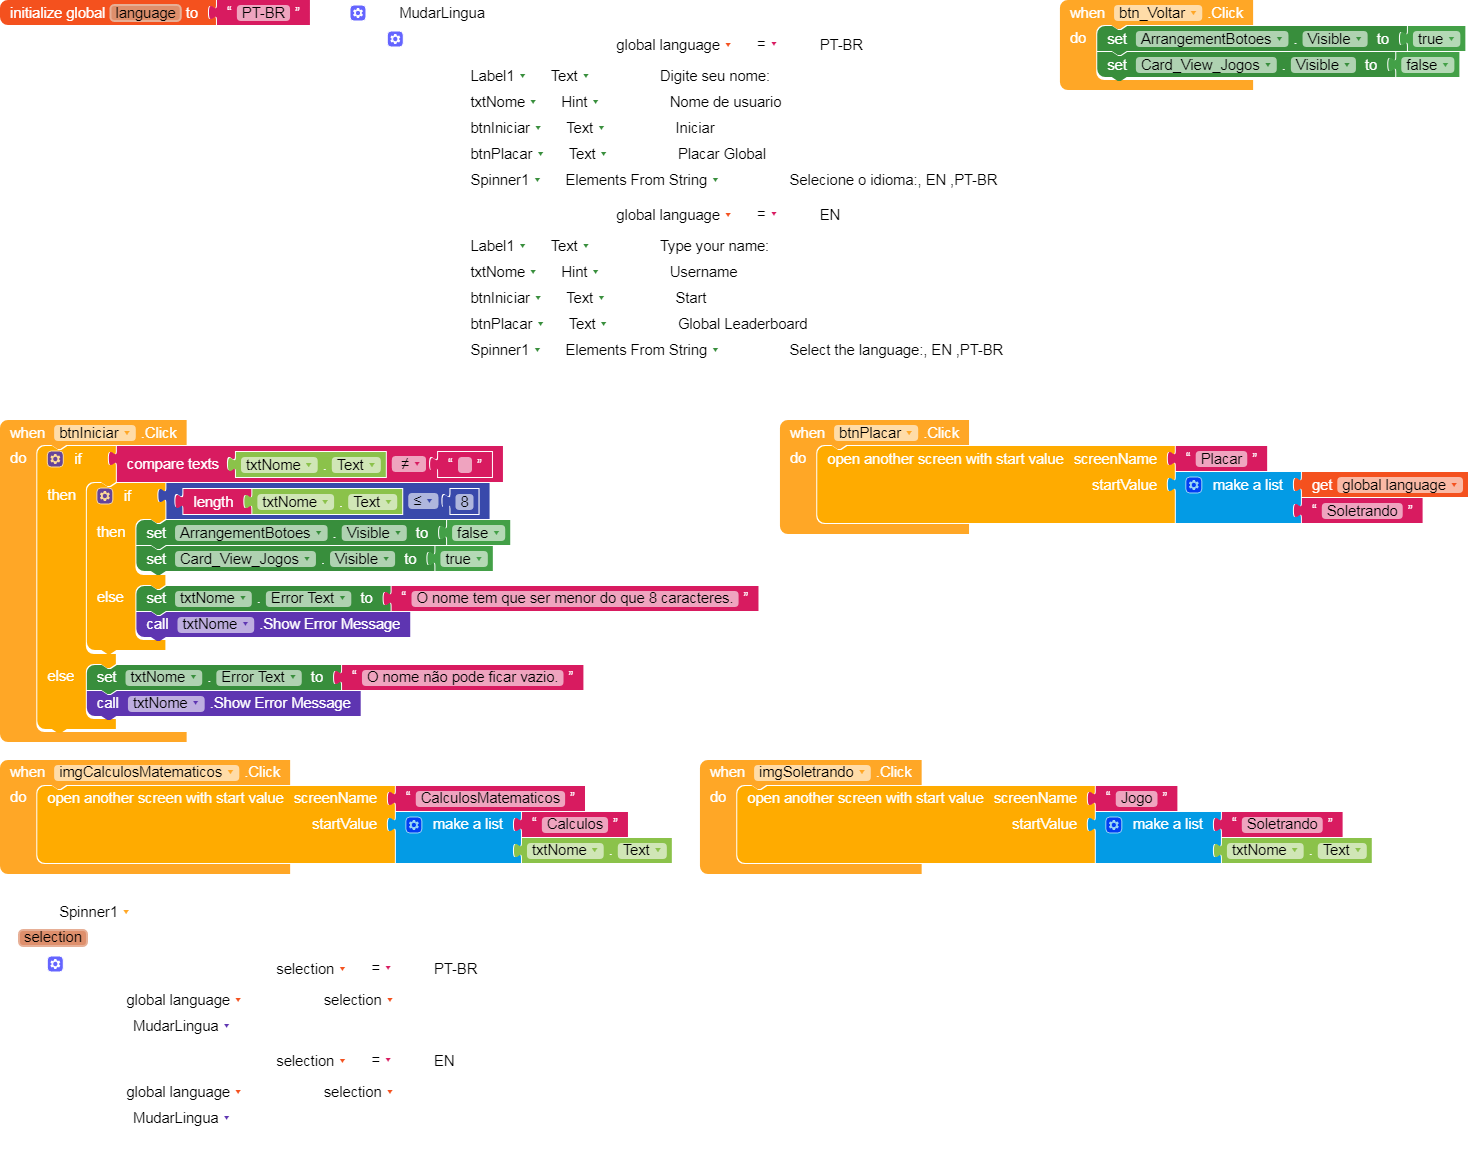 initialize global language to " PT-BR "
MudarLingua
global language = PT-BR
Label1 Text Digite seu nome:
txtNome Hint Nome de usuario
btnIniciar Text Iniciar
btnPlacar Text Placar Global
Spinner1 Elements From String Selecione o idioma:, EN ,PT-BR
global language = EN
Label1 Text Type your name:
txtNome Hint Username
btnIniciar Text Start
btnPlacar Text Global Leaderboard
Spinner1 Elements From String Select the language:, EN ,PT-BR
when btn_Voltar .Click
do set ArrangementBotoes . Visible to true
set Card_View_Jogos . Visible to false
when btnIniciar .Click
do if compare texts txtNome . Text ≠ " "
then if length txtNome . Text ≤ 8
then set ArrangementBotoes . Visible to false
set Card_View_Jogos . Visible to true
else set txtNome . Error Text to " O nome tem que ser menor do que 8 caracteres. "
call txtNome .Show Error Message
else set txtNome . Error Text to " O nome não pode ficar vazio. "
call txtNome .Show Error Message
when btnPlacar .Click
do open another screen with start value screenName " Placar "
startValue make a list get global language
" Soletrando "
when imgCalculosMatematicos .Click
do open another screen with start value screenName " CalculosMatematicos "
startValue make a list " Calculos "
txtNome . Text
when imgSoletrando .Click
do open another screen with start value screenName " Jogo "
startValue make a list " Soletrando "
txtNome . Text
Spinner1
selection
selection = PT-BR
global language selection
MudarLingua
selection = EN
global language selection
MudarLingua